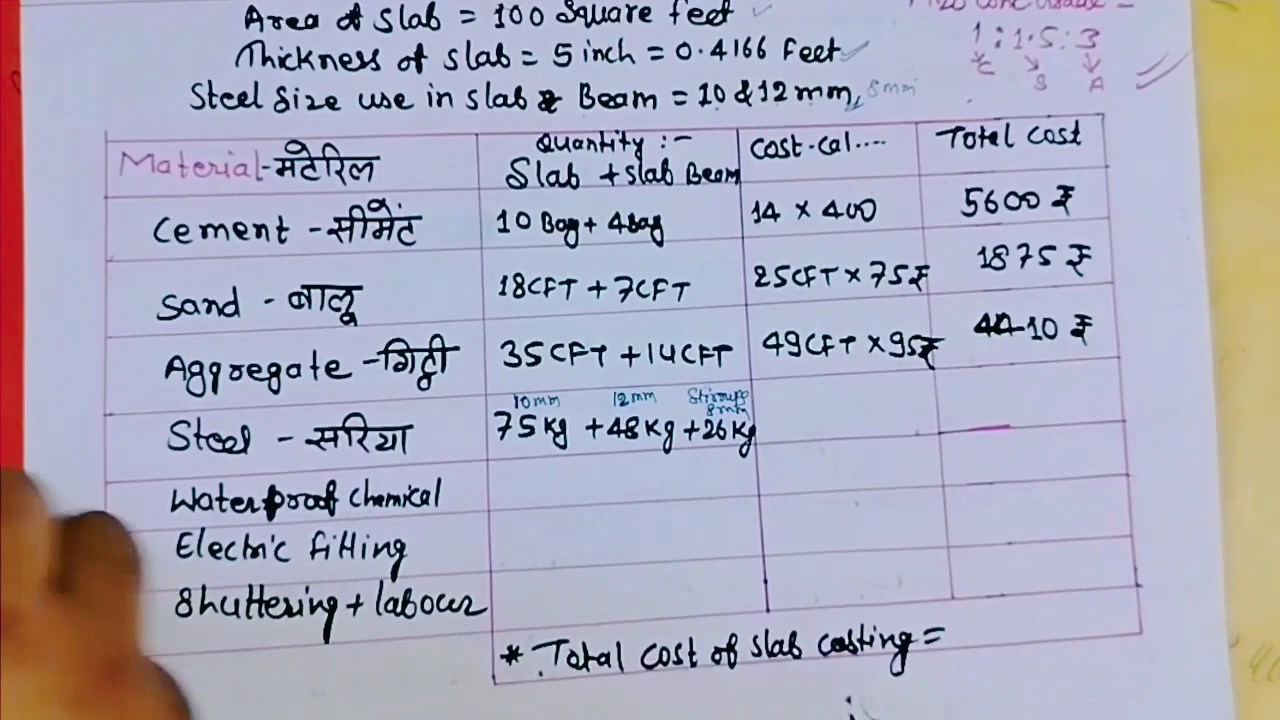 Area of slab = 100 Square feet
Thickness of slab = 5 inch = 0.4166 Feet
Steel Size use in slab & Beam = 10 & 12 mm, 8mm
1 : 1.5 : 3
C S A
Material - मटेरिल Quantity :- Slab + slab Beam Cost-cal.... Total cost
Cement - सीमेंट 10 Bag + 4 Bag 14 × 400 5600 ₹
Sand - बालू 18 CFT + 7 CFT 25 CFT × 75 ₹ 1875 ₹
Aggregate - गिट्टी 35 CFT + 14 CFT 49 CFT × 95 ₹ 10 ₹
10mm 12mm 8mm
Steel - सरिया 75 Kg + 48 Kg + 26 Kg
Waterproof chemical
Electric fitting
Shuttering + labour
* Total cost of slab casting =